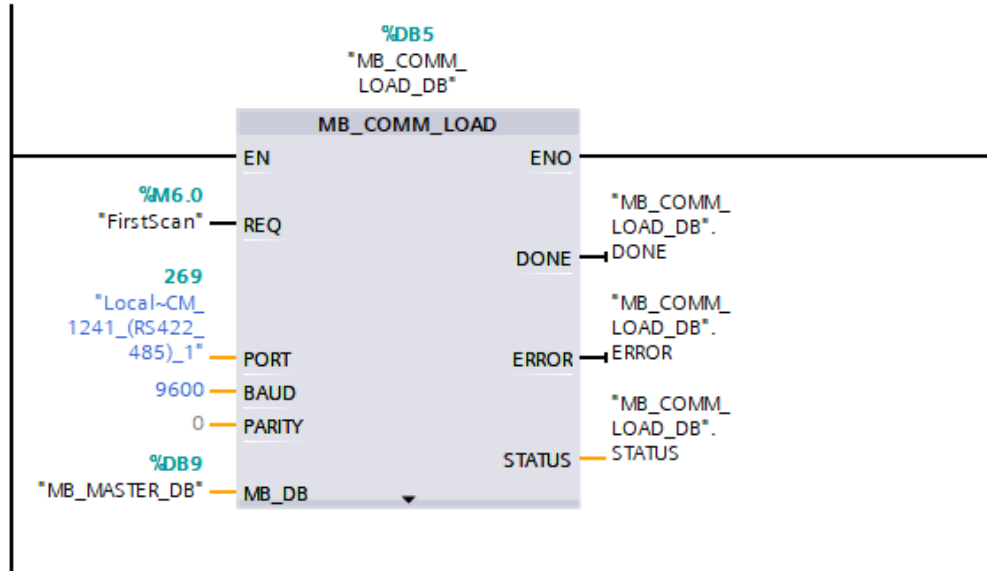 %DB5
"MB_COMM_
LOAD_DB"
MB_COMM_LOAD
EN
ENO
%M6.0
"FirstScan"
REQ
"MB_COMM_
LOAD_DB".
DONE
DONE
269
"Local~CM_
1241_(RS422_
485)_1"
PORT
"MB_COMM_
LOAD_DB".
ERROR
ERROR
9600
BAUD
0
PARITY
"MB_COMM_
LOAD_DB".
STATUS
STATUS
%DB9
"MB_MASTER_DB"
MB_DB